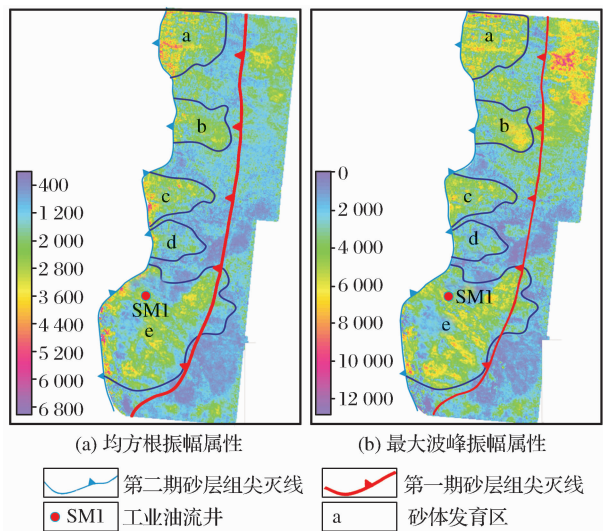 a
b
c
d
SM1
e
400
1 200
2 000
2 800
3 600
4 400
5 200
6 000
6 800
(a) 均方根振幅属性
a
b
c
d
SM1
e
0
2 000
4 000
6 000
8 000
10 000
12 000
(b) 最大波峰振幅属性
第二期砂层组尖灭线
第一期砂层组尖灭线
SM1 工业油流井
a 砂体发育区